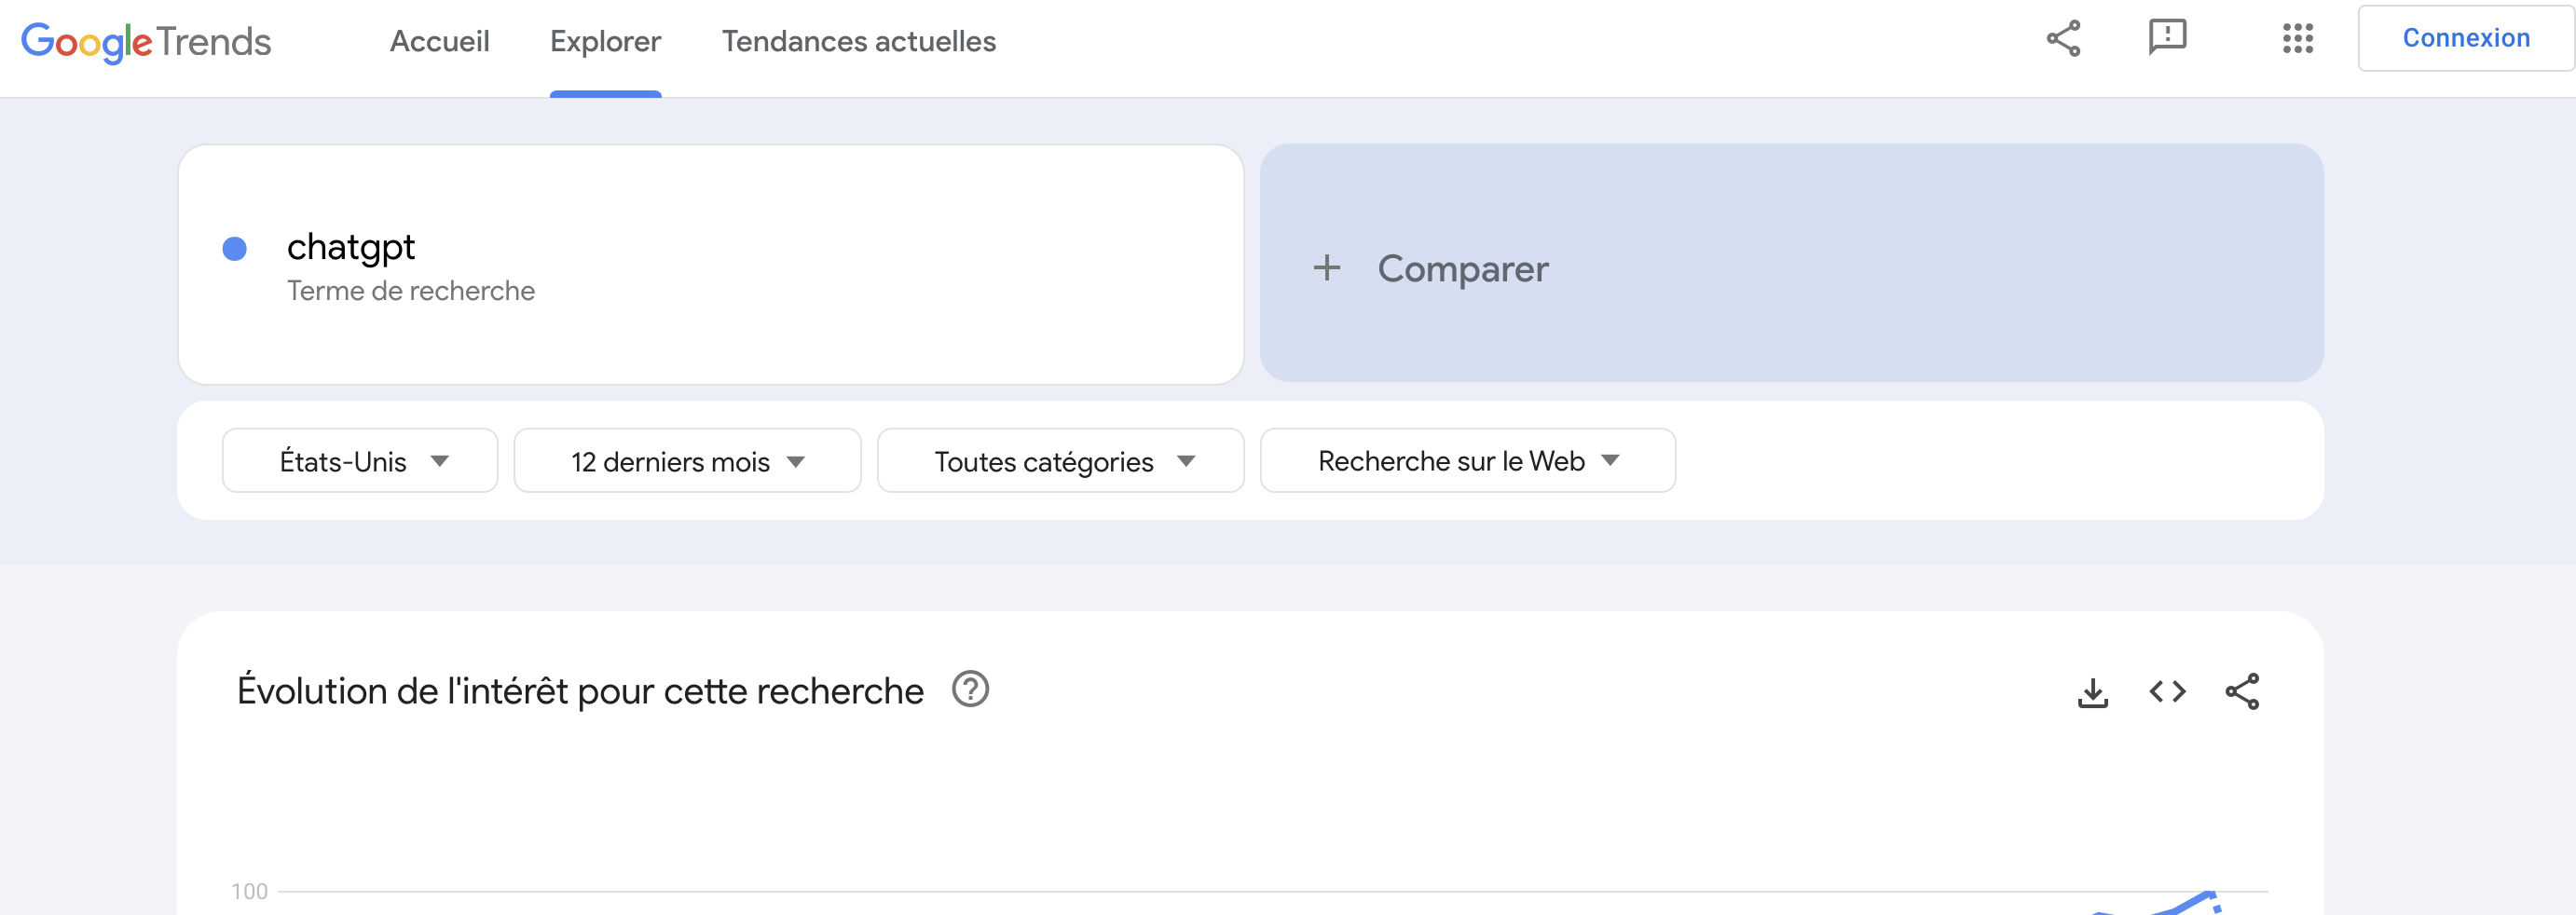 Google Trends
Accueil
Explorer
Tendances actuelles
Connexion
chatgpt
Terme de recherche
Comparer
États-Unis
12 derniers mois
Toutes catégories
Recherche sur le Web
Évolution de l'intérêt pour cette recherche
100